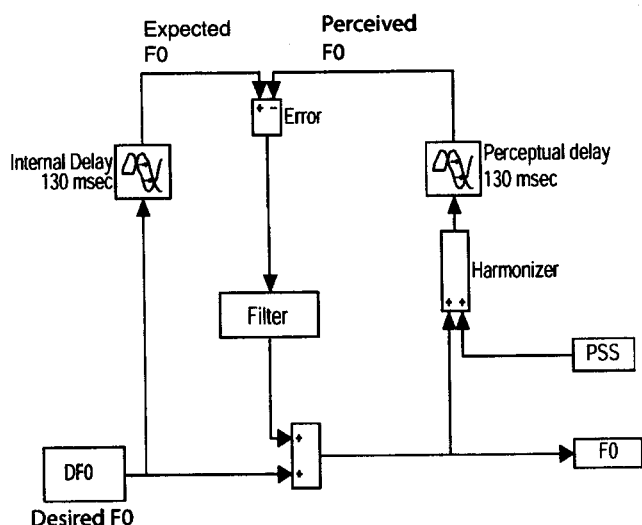 Expected
F0
Perceived
F0
+ −
Error
Internal Delay
130 msec
Perceptual delay
130 msec
Harmonizer
+ +
Filter
PSS
+
+
DF0
F0
Desired F0